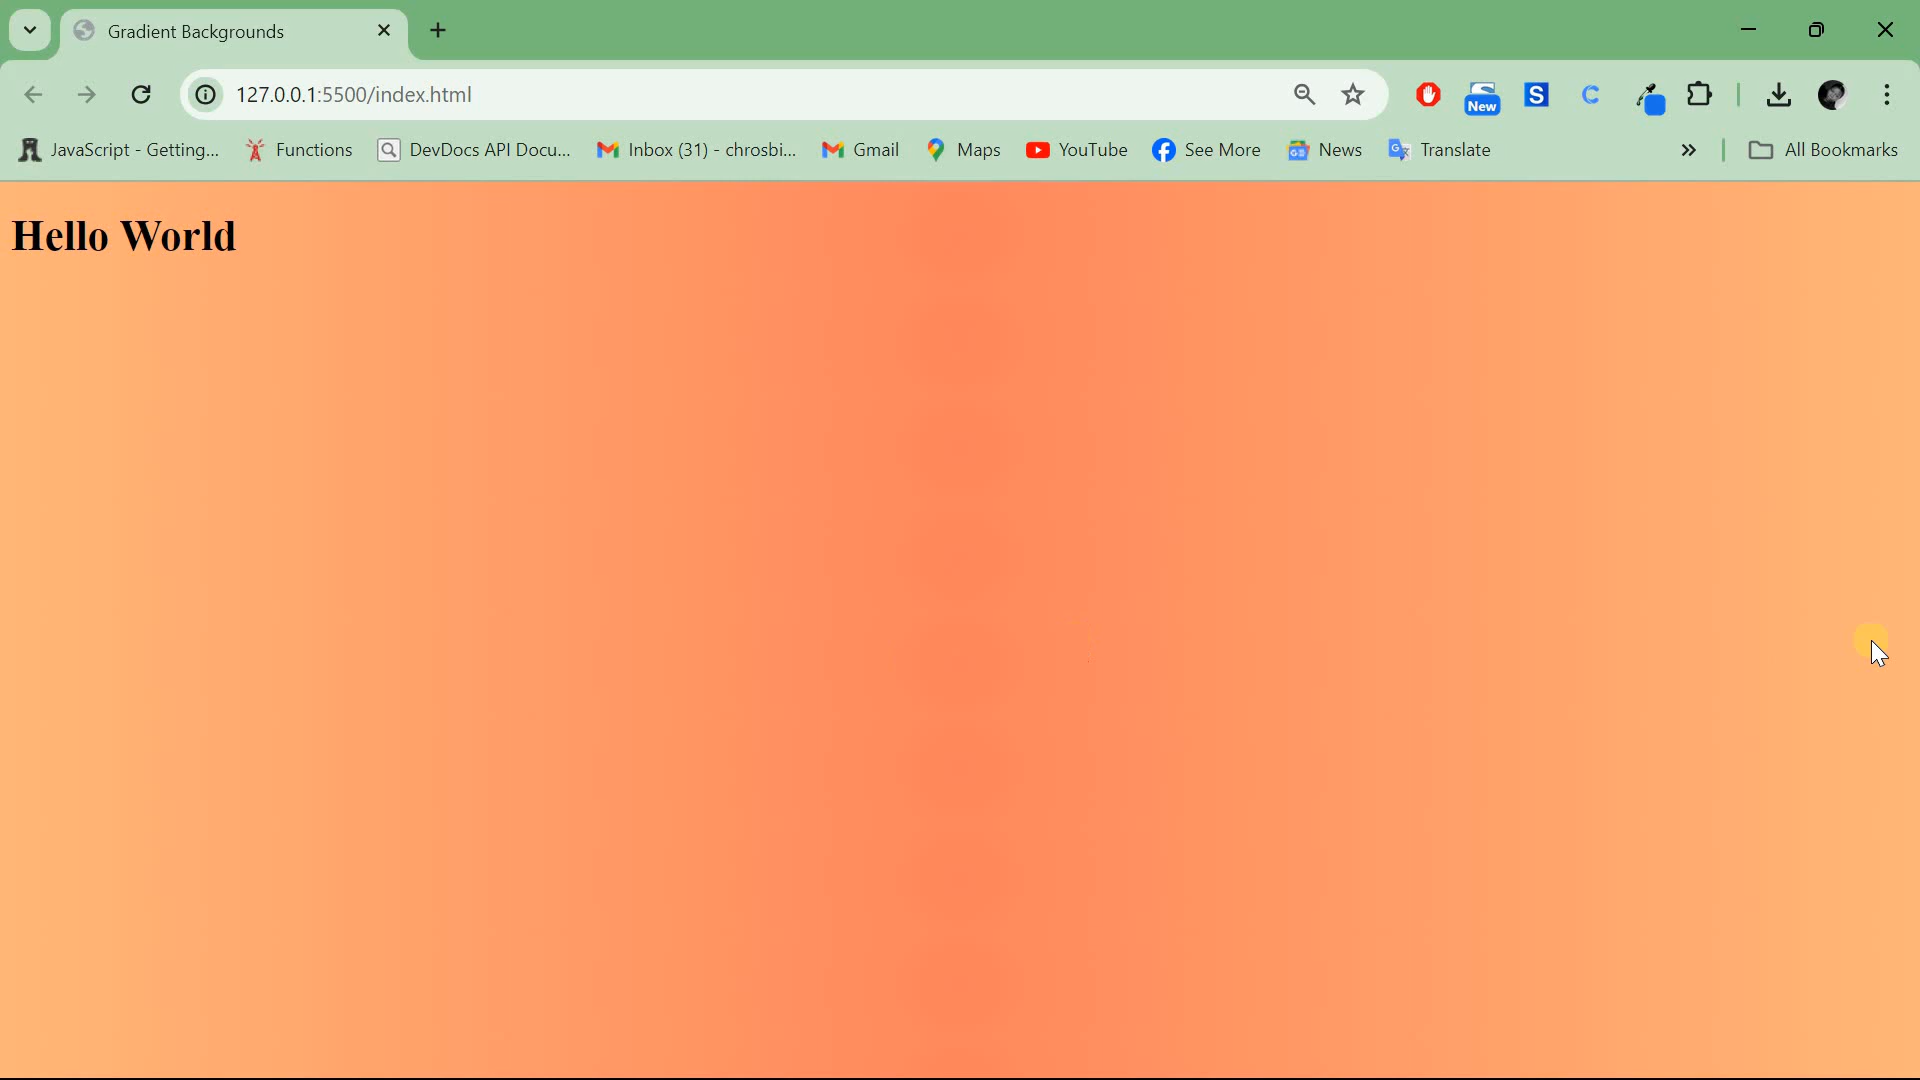 Gradient Backgrounds
127.0.0.1:5500/index.html
New
S
C
JavaScript - Getting... Functions DevDocs API Docu... Inbox (31) - chrosbi... Gmail Maps YouTube See More News Translate » All Bookmarks
Hello World